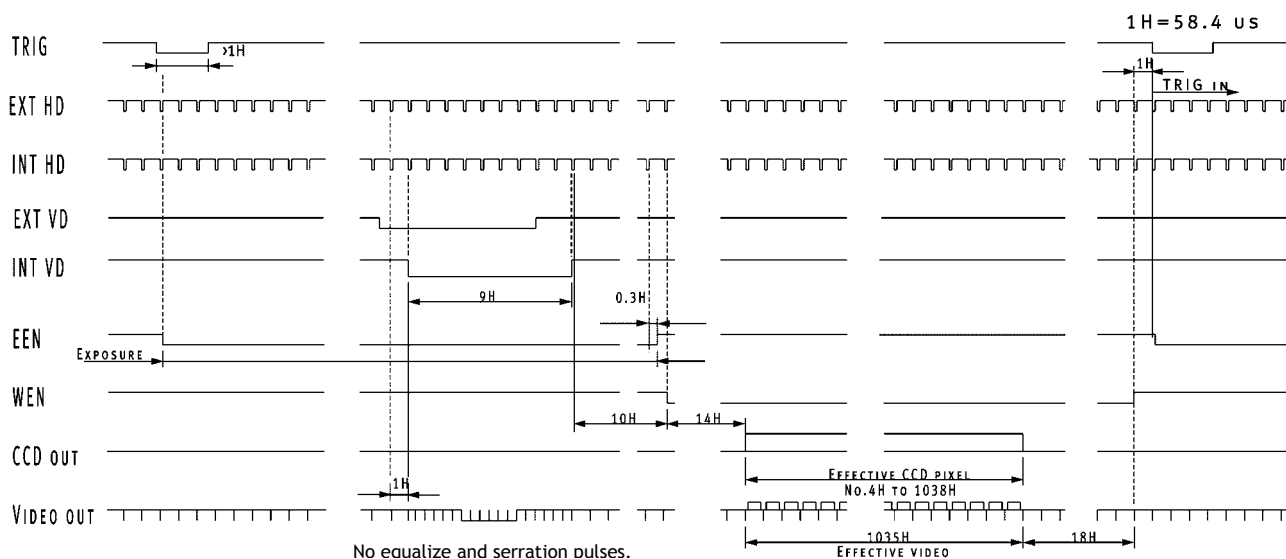 1H=58.4 US
TRIG
>1H
1H
TRIG IN
EXT HD
INT HD
EXT VD
INT VD
9H
0.3H
EEN
EXPOSURE
WEN
10H
14H
CCD OUT
EFFECTIVE CCD PIXEL
No.4H TO 1038H
1H
VIDEO OUT
1035H
18H
EFFECTIVE VIDEO
No equalize and serration pulses.